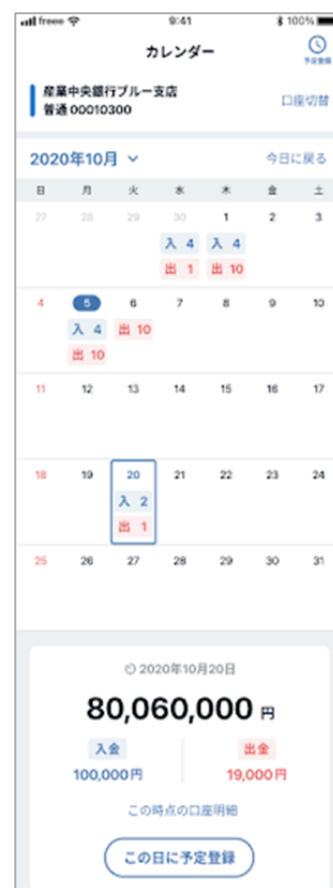 freee 9:41 100%
カレンダー
予定登録
産業中央銀行ブルー支店
普通 00010300
口座切替
2020年10月
今日に戻る
日 月 火 水 木 金 土
27 28 29 30 1 2 3
入 4 入 4
出 1 出 10
4 5 6 7 8 9 10
入 4 出 10
出 10
11 12 13 14 15 16 17
18 19 20 21 22 23 24
入 2
出 1
25 26 27 28 29 30 31
2020年10月20日
80,060,000 円
入金 出金
100,000円 19,000円
この時点の口座明細
この日に予定登録